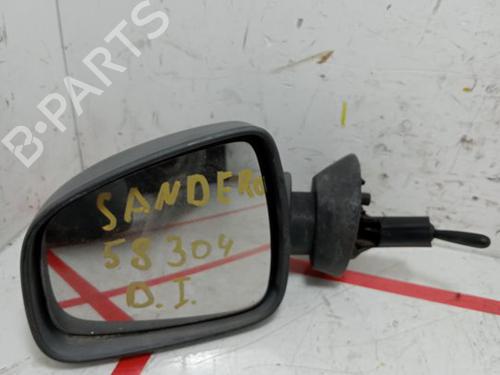 B-PARTS
SANDERO
58304
D.I.